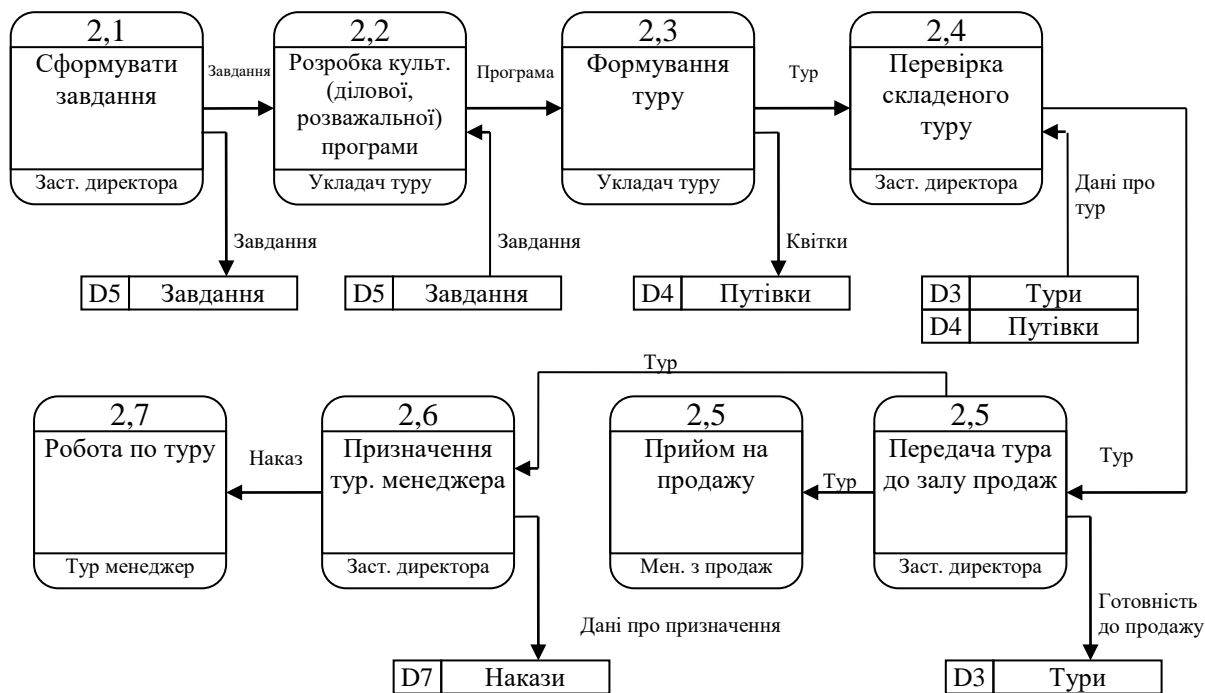 2,1
Сформувати
завдання
Заст. директора
Завдання
2,2
Розробка культ.
(ділової,
розважальної)
програми
Укладач туру
Програма
2,3
Формування
туру
Укладач туру
Тур
2,4
Перевірка
складеного
туру
Заст. директора
Завдання
Завдання
Квітки
Дані про
тур
D5 Завдання
D5 Завдання
D4 Путівки
D3 Тури
D4 Путівки
Тур
2,7
Робота по туру
Тур менеджер
Наказ
2,6
Призначення
тур. менеджера
Заст. директора
2,5
Прийом на
продажу
Мен. з продаж
Тур
2,5
Передача тура
до залу продаж
Заст. директора
Тур
Дані про призначення
Готовність
до продажу
D7 Накази
D3 Тури